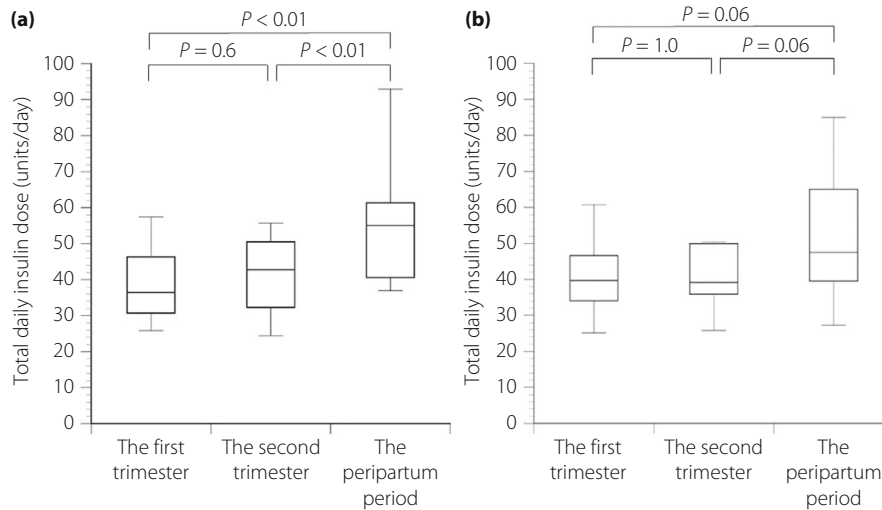 (a)
P < 0.01
P = 0.6
P < 0.01
Total daily insulin dose (units/day)
100
90
80
70
60
50
40
30
20
10
0
The first
trimester
The second
trimester
The
peripartum
period
(b)
P = 0.06
P = 1.0
P = 0.06
Total daily insulin dose (units/day)
100
90
80
70
60
50
40
30
20
10
0
The first
trimester
The second
trimester
The
peripartum
period